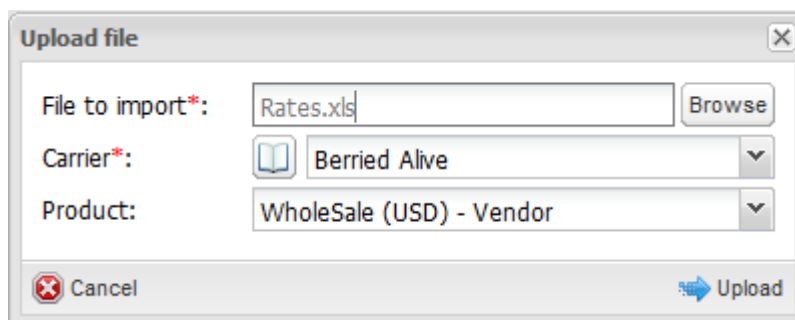 Upload file
File to import*: Rates.xls Browse
Carrier*: Berried Alive
Product: WholeSale (USD) - Vendor
Cancel Upload